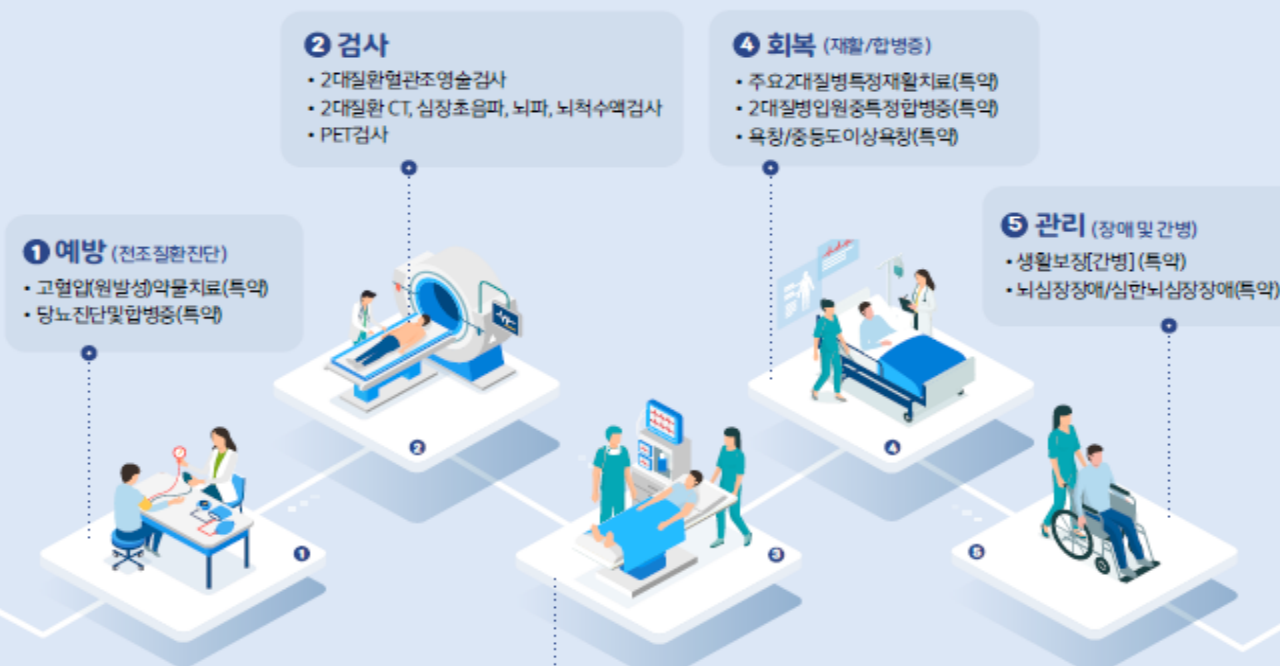 ❶ 예방 (전조질환진단)
• 고혈압(원발성)약물치료(특약)
• 당뇨진단및합병증(특약)
❷ 검사
• 2대질환혈관조영술검사
• 2대질환 CT, 심장초음파, 뇌파, 뇌척수액검사
• PET검사
❹ 회복 (재활/합병증)
• 주요2대질병특정재활치료(특약)
• 2대질병입원중특정합병증(특약)
• 욕창/중등도이상욕창(특약)
❺ 관리 (장애 및 간병)
• 생활보장[간병] (특약)
• 뇌심장장애/심한뇌심장장애(특약)
❶
❷
❸
❹
❺